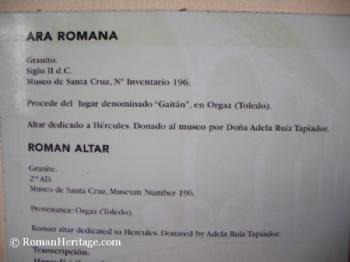 ARA ROMANA
Granito.
Siglo II d.C.
Museo de Santa Cruz, Nº Inventario 196.
Procede del lugar denominado "Gaitán", en Orgaz (Toledo).
Altar dedicado a Hércules. Donado al museo por Doña Adela Ruiz Tapiador.
ROMAN ALTAR
Granite.
2nd AD.
Museo de Santa Cruz, Museum Number 196.
Provenance: Orgaz (Toledo).
Roman altar dedicated to Hercules. Donated by Adela Ruiz Tapiador.
Transcripción:
© RomanHeritage.com